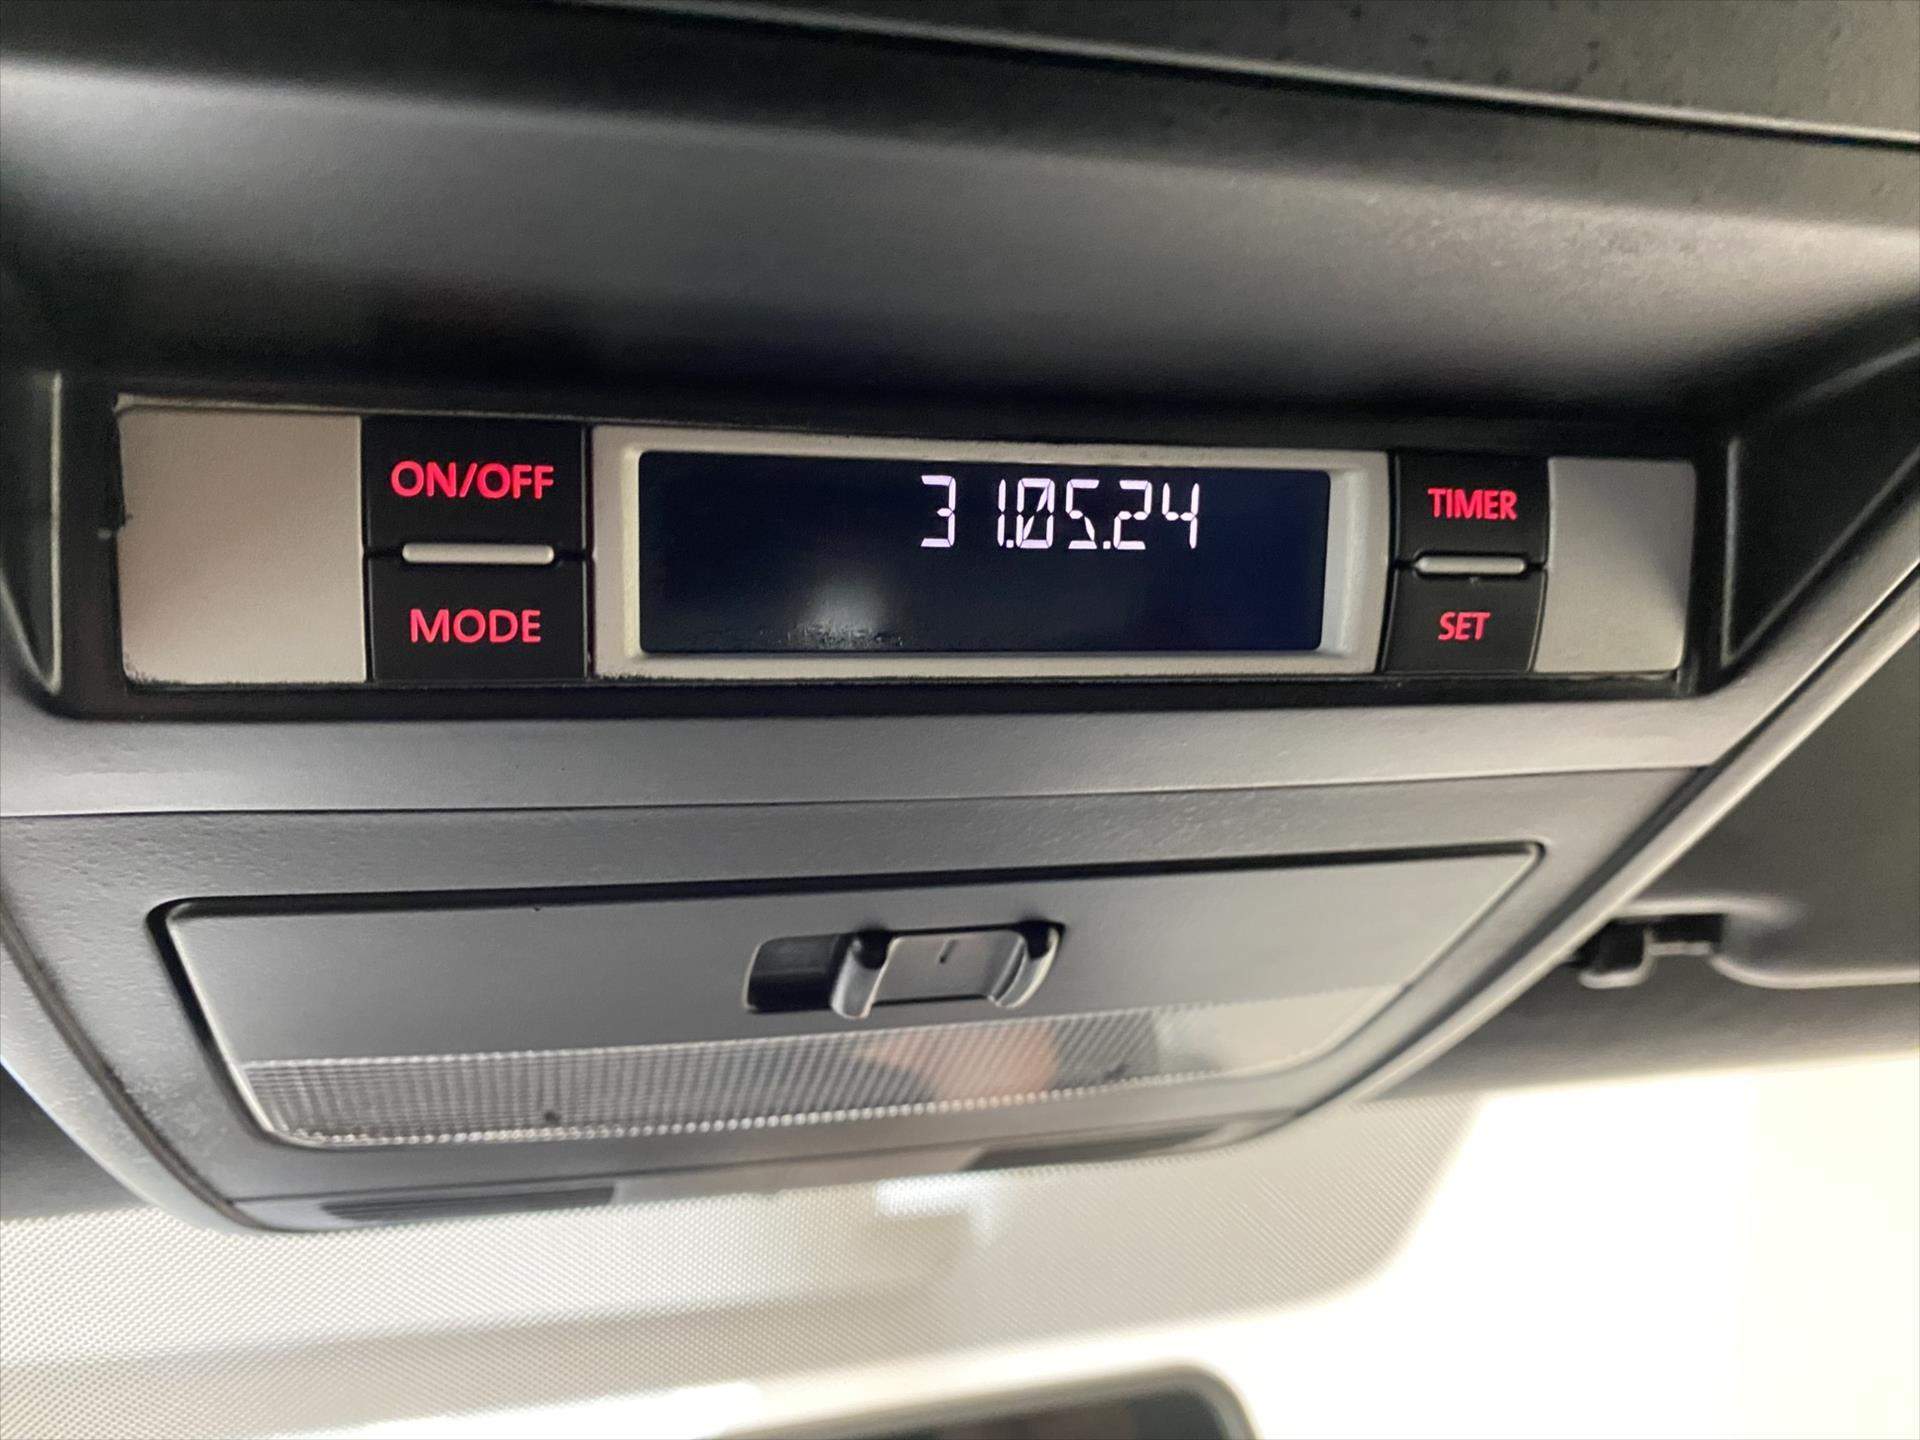 ON/OFF
MODE
31.05.24
TIMER
SET